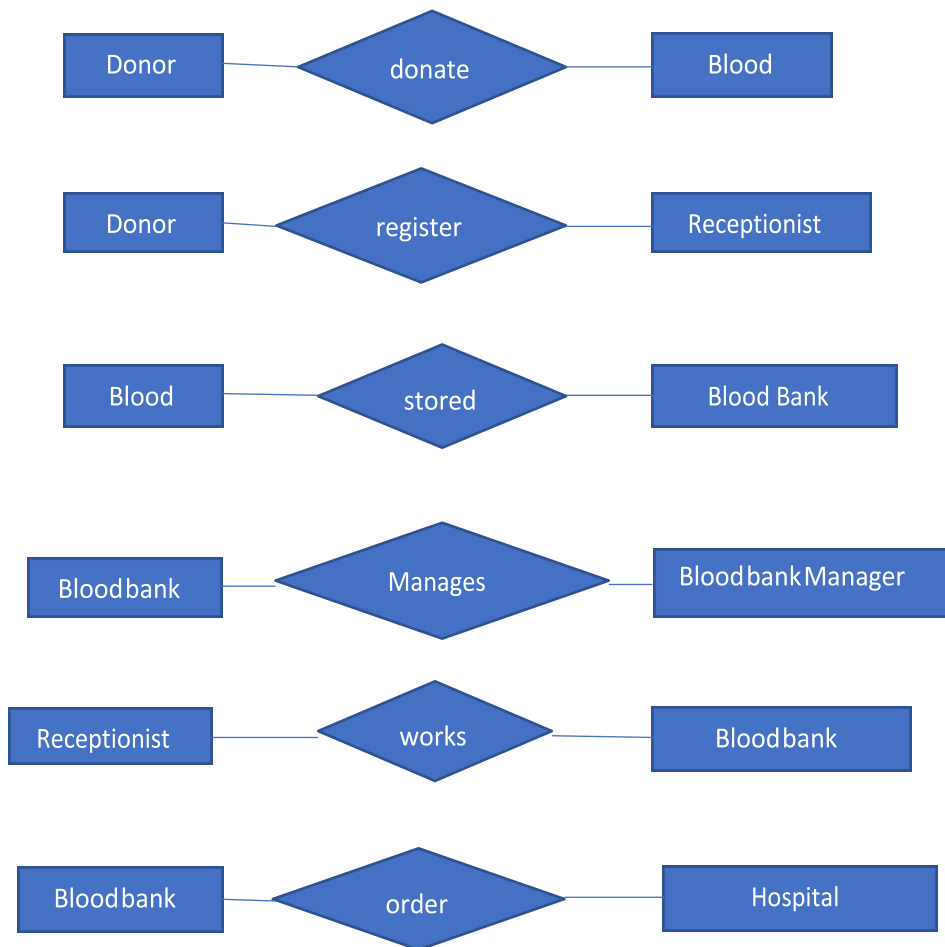 Donor donate Blood
Donor register Receptionist
Blood stored Blood Bank
Bloodbank Manages Bloodbank Manager
Receptionist works Bloodbank
Bloodbank order Hospital